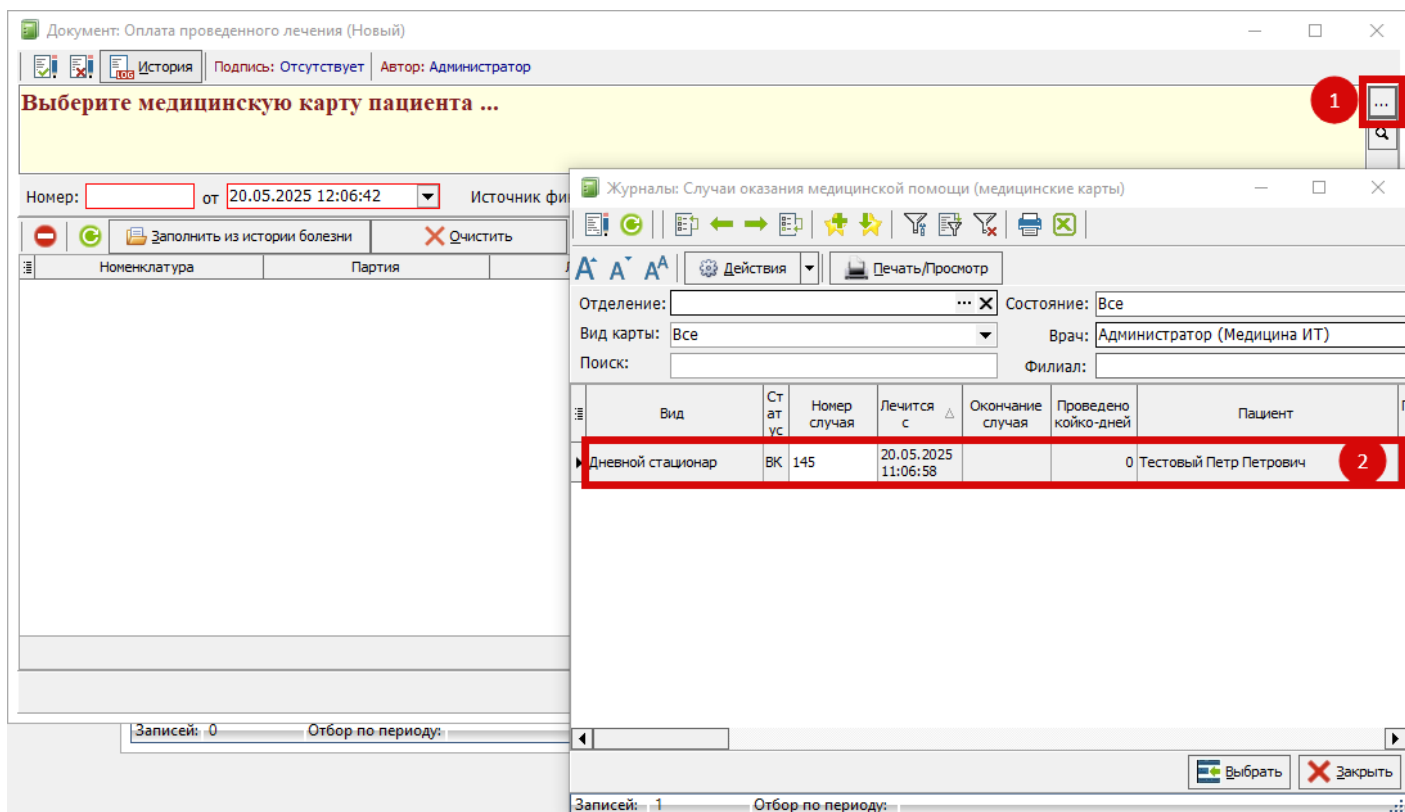 Документ: Оплата проведенного лечения (Новый)
LOG История Подпись: Отсутствует Автор: Администратор
Выберите медицинскую карту пациента ...
1 ...
Номер: от 20.05.2025 12:06:42
Заполнить из истории болезни Очистить
Номенклатура Партия
Журналы: Случаи оказания медицинской помощи (медицинские карты)
Действия Печать/Просмотр
Отделение: ... Состояние: Все
Вид карты: Все Врач: Администратор (Медицина ИТ)
Поиск: Филиал:
Вид Статус Номер случая Лечится с Окончание случая Проведено койко-дней Пациент
Дневной стационар ВК 145 20.05.2025 11:06:58 0 Тестовый Петр Петрович 2
Выбрать Закрыть
Записей: 1 Отбор по периоду:
Записей: 0 Отбор по периоду: